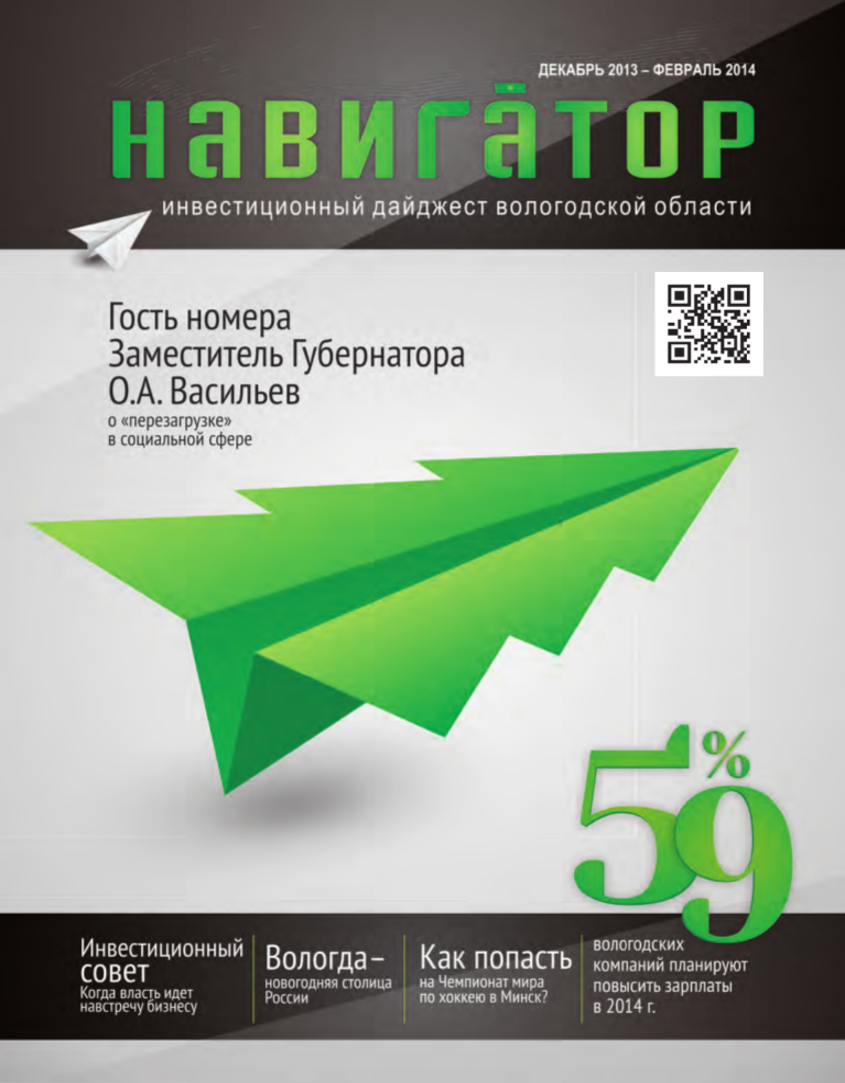 ДЕКАБРЬ 2013 – ФЕВРАЛЬ 2014
навигáтор
инвестиционный дайджест вологодской области
Гость номера
Заместитель Губернатора
О.А. Васильев
о «перезагрузке»
в социальной сфере
59%
Инвестиционный
совет
Когда власть идет
навстречу бизнесу
Вологда–
новогодняя столица
России
Как попасть
на Чемпионат мира
по хоккею в Минск?
вологодских
компаний планируют
повысить зарплаты
в 2014 г.